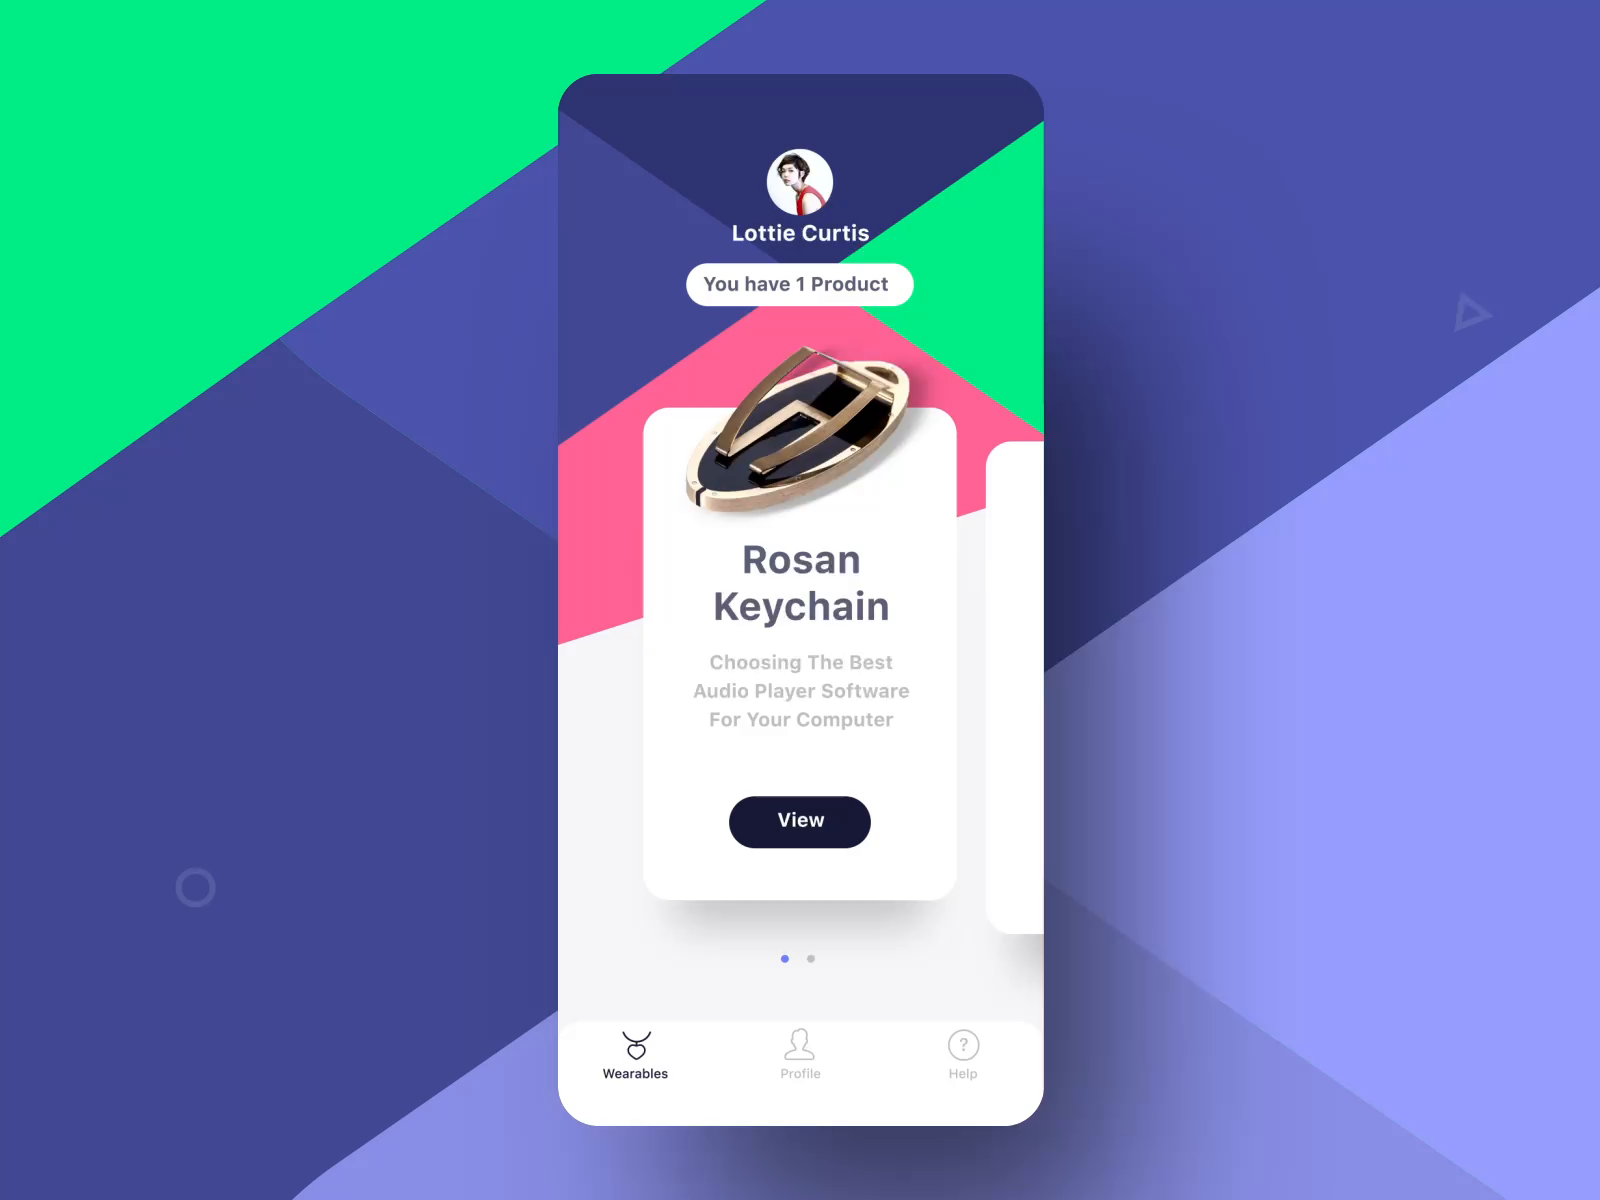 Lottie Curtis
You have 1 Product
Rosan
Keychain
Choosing The Best
Audio Player Software
For Your Computer
View
Wearables
Profile
?
Help